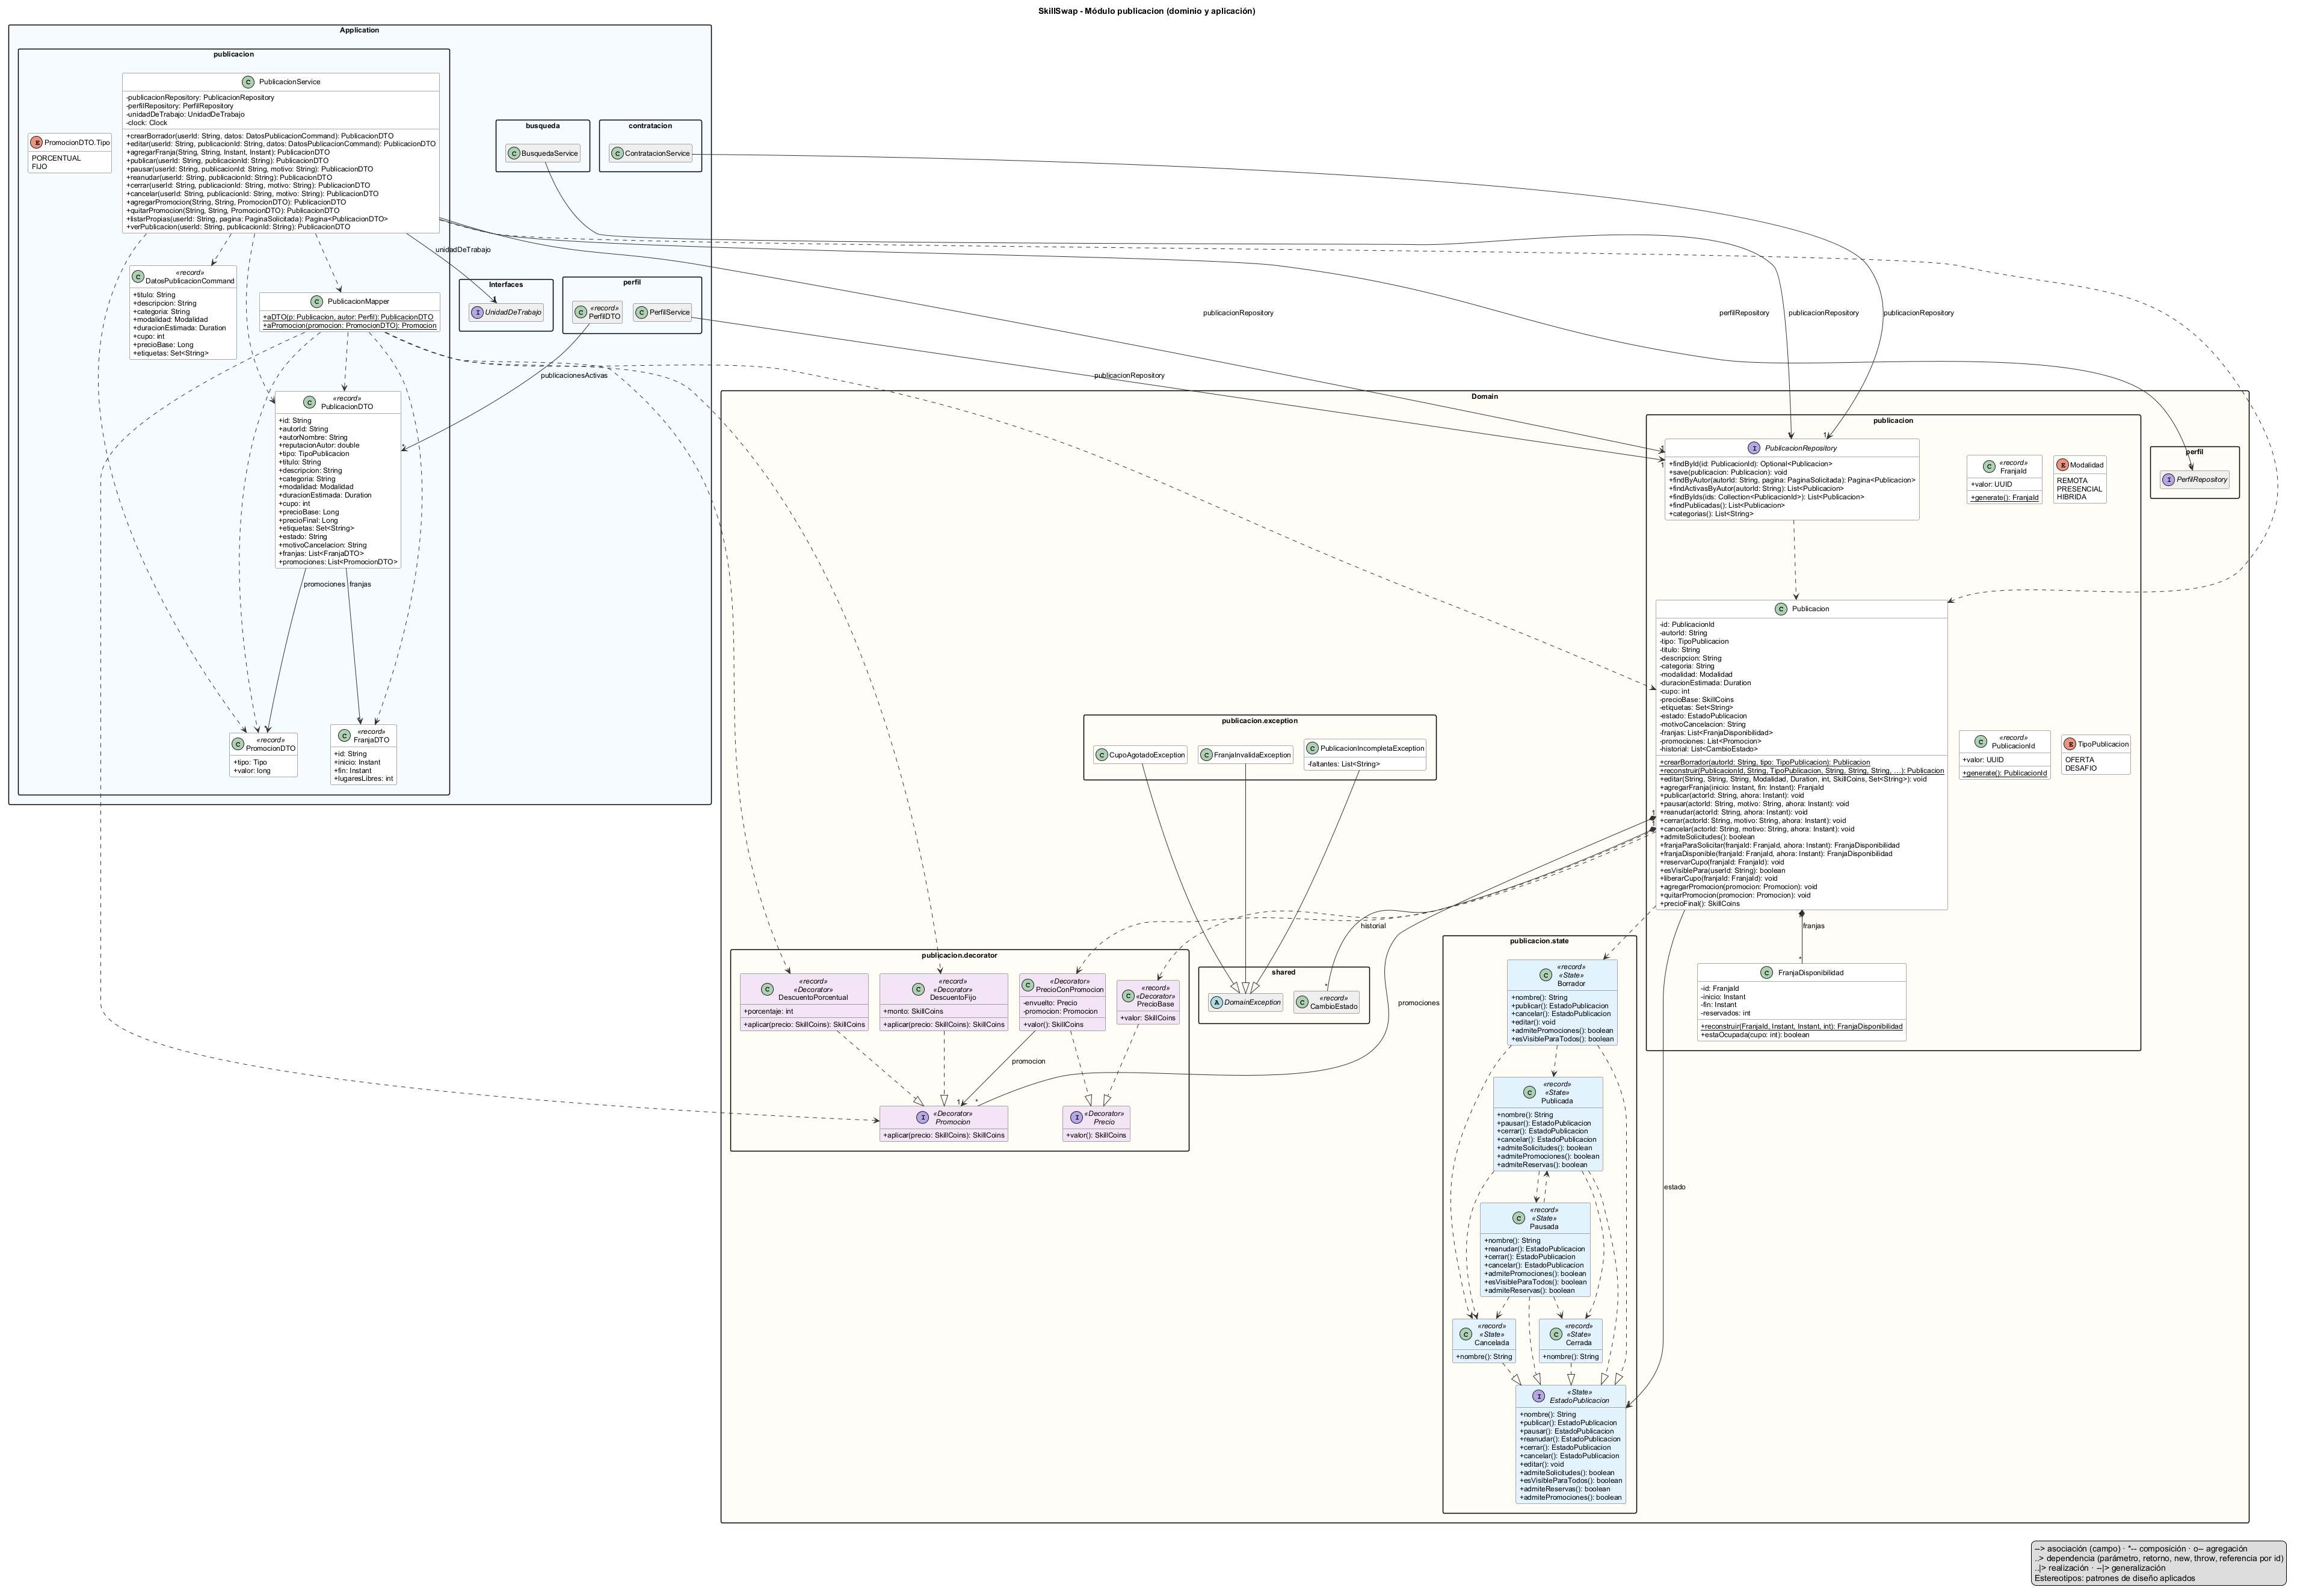 SkillSwap - Módulo publicacion (dominio y aplicación)
Application
publicacion
PublicacionService
-publicacionRepository: PublicacionRepository
-perfilRepository: PerfilRepository
-unidadDeTrabajo: UnidadDeTrabajo
-clock: Clock
+crearBorrador(userId: String, datos: DatosPublicacionCommand): PublicacionDTO
+editar(userId: String, publicacionId: String, datos: DatosPublicacionCommand): PublicacionDTO
+agregarFranja(String, String, Instant, Instant): PublicacionDTO
+publicar(userId: String, publicacionId: String): PublicacionDTO
+pausar(userId: String, publicacionId: String, motivo: String): PublicacionDTO
+reanudar(userId: String, publicacionId: String): PublicacionDTO
+cerrar(userId: String, publicacionId: String, motivo: String): PublicacionDTO
+cancelar(userId: String, publicacionId: String, motivo: String): PublicacionDTO
+agregarPromocion(String, String, PromocionDTO): PublicacionDTO
+quitarPromocion(String, String, PromocionDTO): PublicacionDTO
+listarPropias(userId: String, pagina: PaginaSolicitada): Pagina<PublicacionDTO>
+verPublicacion(userId: String, publicacionId: String): PublicacionDTO
E PromocionDTO.Tipo
PORCENTUAL
FIJO
busqueda
C BusquedaService
contratacion
C ContratacionService
«record»
DatosPublicacionCommand
+titulo: String
+descripcion: String
+categoria: String
+modalidad: Modalidad
+duracionEstimada: Duration
+cupo: int
+precioBase: Long
+etiquetas: Set<String>
C PublicacionMapper
+aDTO(p: Publicacion, autor: Perfil): PublicacionDTO
+aPromocion(promocion: PromocionDTO): Promocion
unidadDeTrabajo
1
Interfaces
I UnidadDeTrabajo
perfil
«record»
PerfilDTO
C PerfilService
publicacionRepository
perfilRepository
publicacionRepository
publicacionRepository
publicacionesActivas
publicacionRepository
*
«record»
PublicacionDTO
+id: String
+autorId: String
+autorNombre: String
+reputacionAutor: double
+tipo: TipoPublicacion
+titulo: String
+descripcion: String
+categoria: String
+modalidad: Modalidad
+duracionEstimada: Duration
+cupo: int
+precioBase: Long
+precioFinal: Long
+etiquetas: Set<String>
+estado: String
+motivoCancelacion: String
+franjas: List<FranjaDTO>
+promociones: List<PromocionDTO>
promociones
franjas
*
*
«record»
PromocionDTO
+tipo: Tipo
+valor: long
«record»
FranjaDTO
+id: String
+inicio: Instant
+fin: Instant
+lugaresLibres: int
Domain
publicacion
1
1
1
1
I PublicacionRepository
+findById(id: PublicacionId): Optional<Publicacion>
+save(publicacion: Publicacion): void
+findByAutor(autorId: String, pagina: PaginaSolicitada): Pagina<Publicacion>
+findActivasByAutor(autorId: String): List<Publicacion>
+findByIds(ids: Collection<PublicacionId>): List<Publicacion>
+findPublicadas(): List<Publicacion>
+categorias(): List<String>
«record»
FranjaId
+valor: UUID
+generate(): FranjaId
E Modalidad
REMOTA
PRESENCIAL
HIBRIDA
perfil
1
I PerfilRepository
C Publicacion
-id: PublicacionId
-autorId: String
-tipo: TipoPublicacion
-titulo: String
-descripcion: String
-categoria: String
-modalidad: Modalidad
-duracionEstimada: Duration
-cupo: int
-precioBase: SkillCoins
-etiquetas: Set<String>
-estado: EstadoPublicacion
-motivoCancelacion: String
-franjas: List<FranjaDisponibilidad>
-promociones: List<Promocion>
-historial: List<CambioEstado>
+crearBorrador(autorId: String, tipo: TipoPublicacion): Publicacion
+reconstruir(PublicacionId, String, TipoPublicacion, String, String, String, ...): Publicacion
+editar(String, String, String, Modalidad, Duration, int, SkillCoins, Set<String>): void
+agregarFranja(inicio: Instant, fin: Instant): FranjaId
+publicar(actorId: String, ahora: Instant): void
+pausar(actorId: String, motivo: String, ahora: Instant): void
+reanudar(actorId: String, ahora: Instant): void
+cerrar(actorId: String, motivo: String, ahora: Instant): void
+cancelar(actorId: String, motivo: String, ahora: Instant): void
+admiteSolicitudes(): boolean
+franjaParaSolicitar(franjaId: FranjaId, ahora: Instant): FranjaDisponibilidad
+franjaDisponible(franjaId: FranjaId, ahora: Instant): FranjaDisponibilidad
+reservarCupo(franjaId: FranjaId): void
+esVisiblePara(userId: String): boolean
+liberarCupo(franjaId: FranjaId): void
+agregarPromocion(promocion: Promocion): void
+quitarPromocion(promocion: Promocion): void
+precioFinal(): SkillCoins
«record»
PublicacionId
+valor: UUID
+generate(): PublicacionId
E TipoPublicacion
OFERTA
DESAFIO
publicacion.exception
C CupoAgotadoException
C FranjaInvalidaException
C PublicacionIncompletaException
-faltantes: List<String>
historial
franjas
promociones
estado
*
C FranjaDisponibilidad
-id: FranjaId
-inicio: Instant
-fin: Instant
-reservados: int
+reconstruir(FranjaId, Instant, Instant, int): FranjaDisponibilidad
+estaOcupada(cupo: int): boolean
publicacion.decorator
«record»
«Decorator»
DescuentoPorcentual
+porcentaje: int
+aplicar(precio: SkillCoins): SkillCoins
«record»
«Decorator»
DescuentoFijo
+monto: SkillCoins
+aplicar(precio: SkillCoins): SkillCoins
«Decorator»
PrecioConPromocion
-envuelto: Precio
-promocion: Promocion
+valor(): SkillCoins
«record»
«Decorator»
PrecioBase
+valor: SkillCoins
promocion
1
*
«Decorator»
Promocion
+aplicar(precio: SkillCoins): SkillCoins
«Decorator»
Precio
+valor(): SkillCoins
shared
*
A DomainException
«record»
CambioEstado
publicacion.state
«record»
«State»
Borrador
+nombre(): String
+publicar(): EstadoPublicacion
+cancelar(): EstadoPublicacion
+editar(): void
+admitePromociones(): boolean
+esVisibleParaTodos(): boolean
«record»
«State»
Publicada
+nombre(): String
+pausar(): EstadoPublicacion
+cerrar(): EstadoPublicacion
+cancelar(): EstadoPublicacion
+admiteSolicitudes(): boolean
+admitePromociones(): boolean
+admiteReservas(): boolean
«record»
«State»
Pausada
+nombre(): String
+reanudar(): EstadoPublicacion
+cerrar(): EstadoPublicacion
+cancelar(): EstadoPublicacion
+admitePromociones(): boolean
+esVisibleParaTodos(): boolean
+admiteReservas(): boolean
«record»
«State»
Cancelada
+nombre(): String
«record»
«State»
Cerrada
+nombre(): String
«State»
EstadoPublicacion
+nombre(): String
+publicar(): EstadoPublicacion
+pausar(): EstadoPublicacion
+reanudar(): EstadoPublicacion
+cerrar(): EstadoPublicacion
+cancelar(): EstadoPublicacion
+editar(): void
+admiteSolicitudes(): boolean
+esVisibleParaTodos(): boolean
+admiteReservas(): boolean
+admitePromociones(): boolean
--> asociación (campo) · *-- composición · o-- agregación
..> dependencia (parámetro, retorno, new, throw, referencia por id)
..|> realización · --|> generalización
Estereotipos: patrones de diseño aplicados